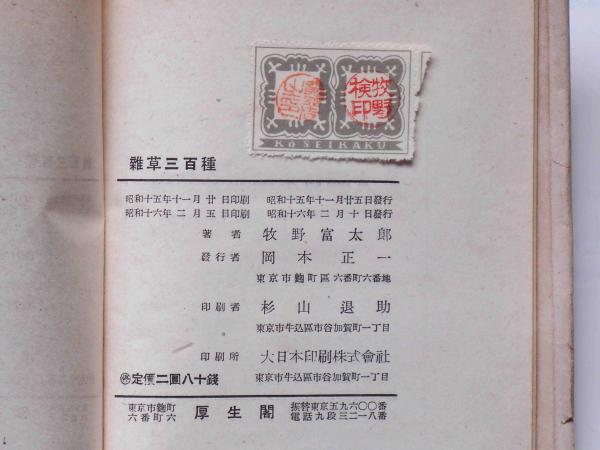 牧野検印
KŌSEIKAKU
雜草三百種
昭和十五年十一月廿日印刷 昭和十五年十一月廿五日發行
昭和十六年二月五日印刷 昭和十六年二月十日發行
著者 牧野富太郎
發行者 岡本正一
東京市麴町區六番町六番地
印刷者 杉山退助
東京市牛込區市谷加賀町一丁目
印刷所 大日本印刷株式會社
㊕定價二圓八十錢 東京市牛込區市谷加賀町一丁目
東京市麴町六番町六 厚生閣 振替東京五九六〇〇番
電話九段三二一八番